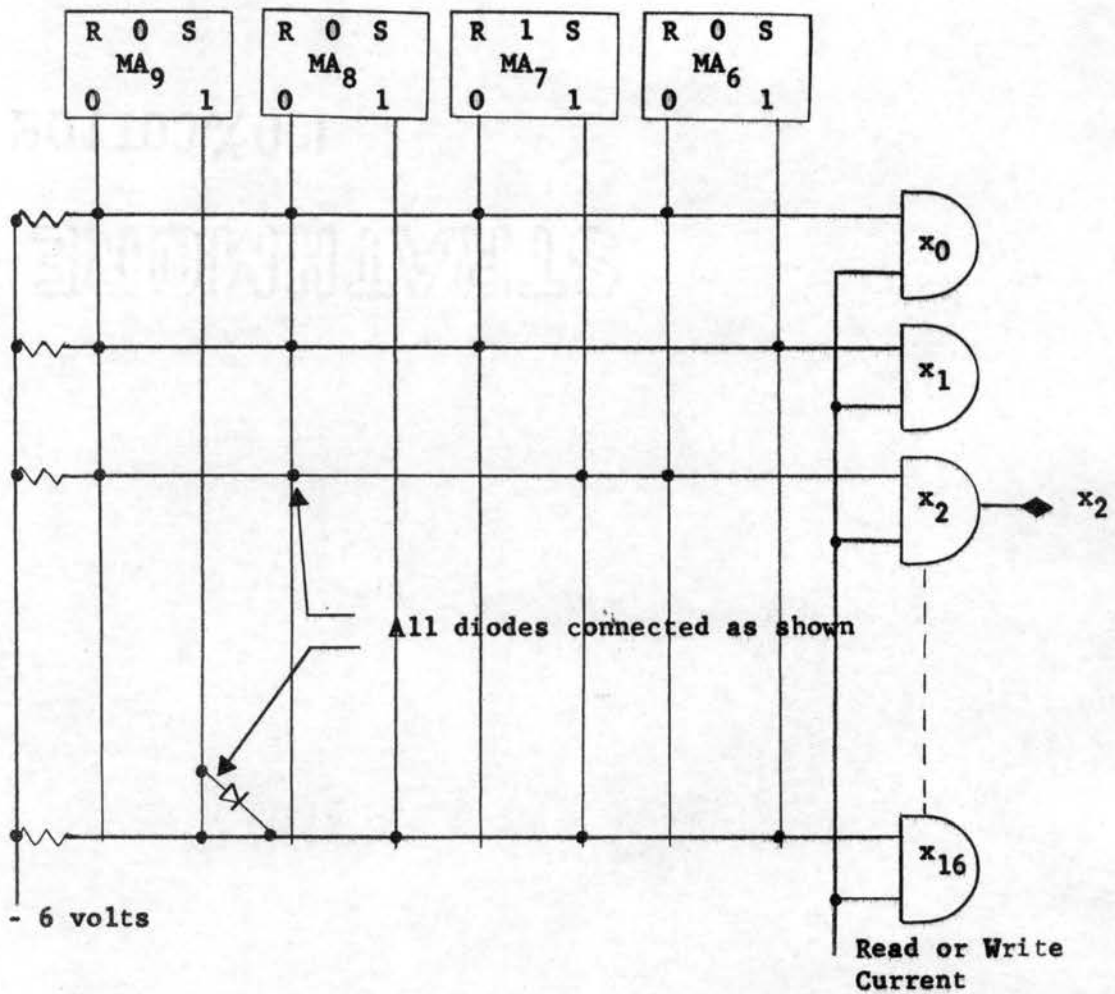 R 0 S
MA9
0 1
R 0 S
MA8
0 1
R 1 S
MA7
0 1
R 0 S
MA6
0 1
x0
x1
x2
x2
All diodes connected as shown
x16
- 6 volts
Read or Write
Current